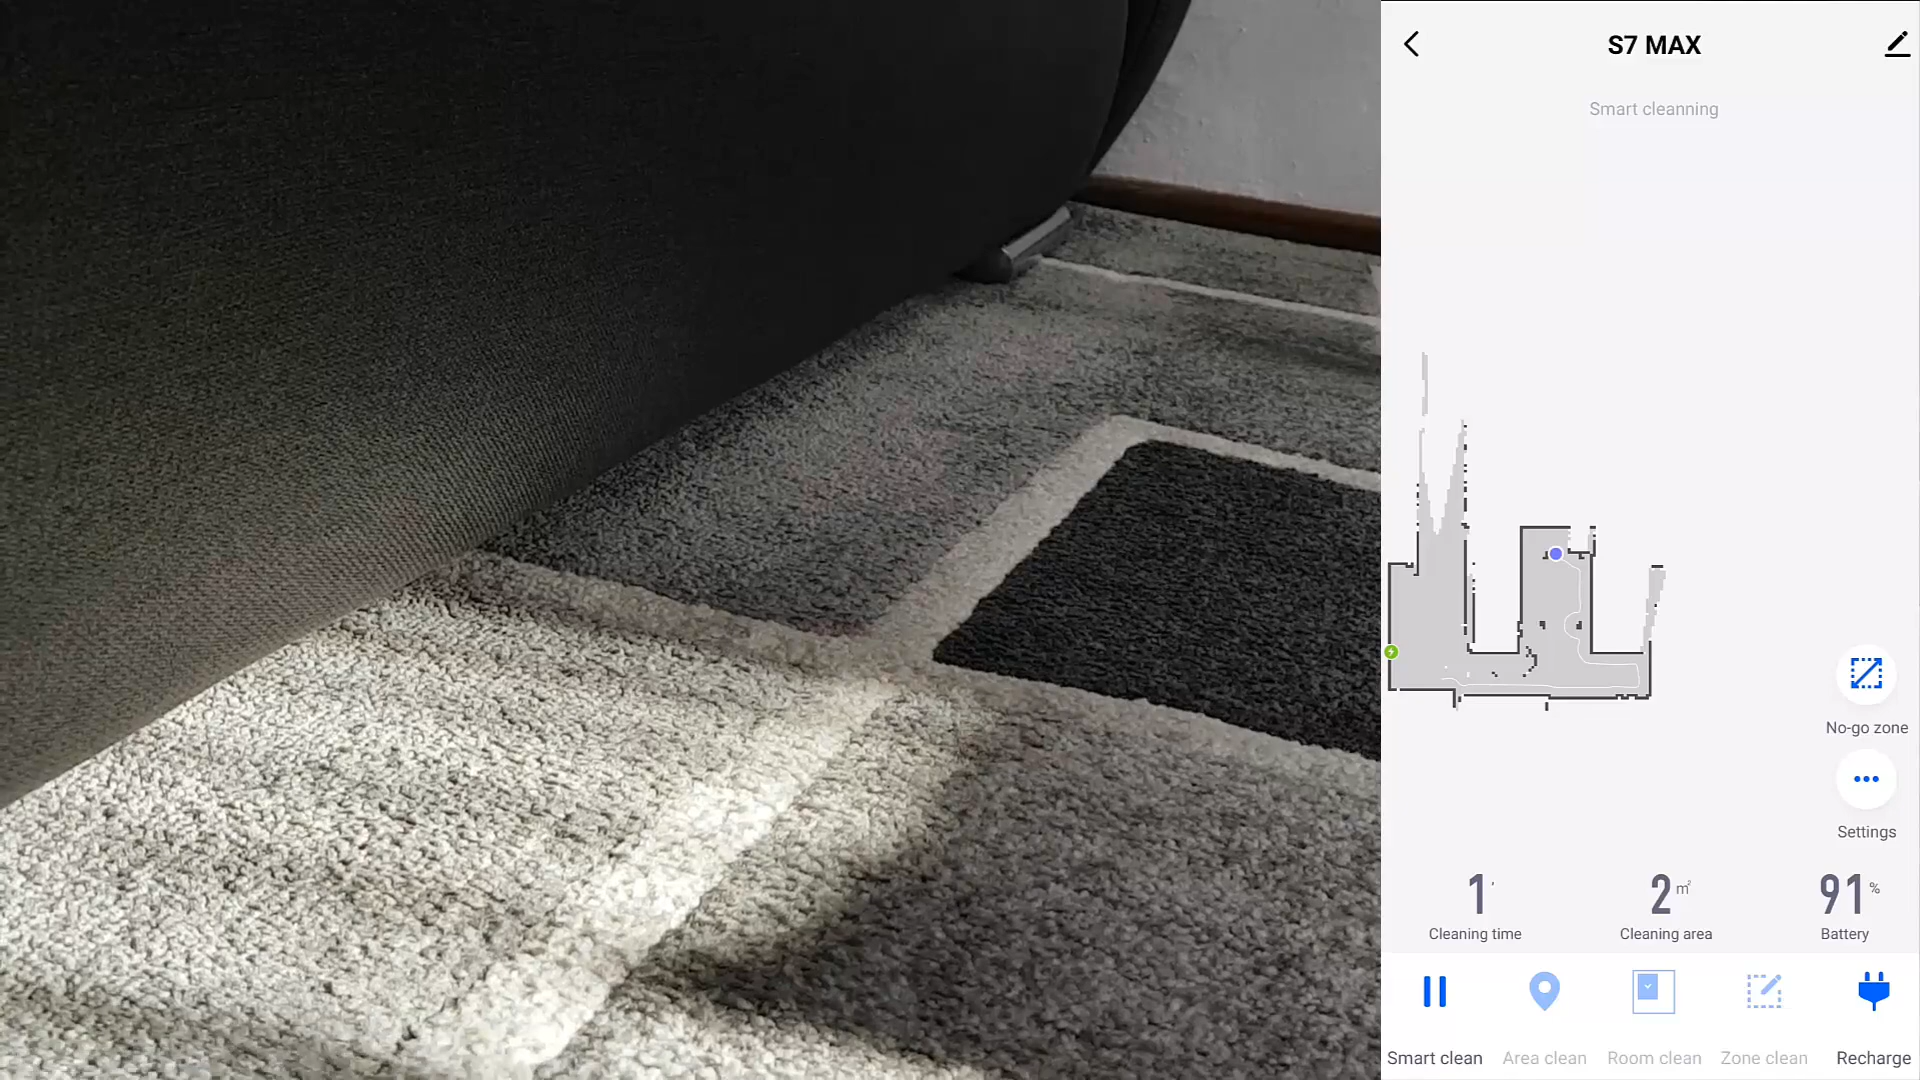 S7 MAX
Smart cleanning
No-go zone
Settings
1'
2 m²
91 %
Cleaning time
Cleaning area
Battery
Smart clean
Area clean
Room clean
Zone clean
Recharge